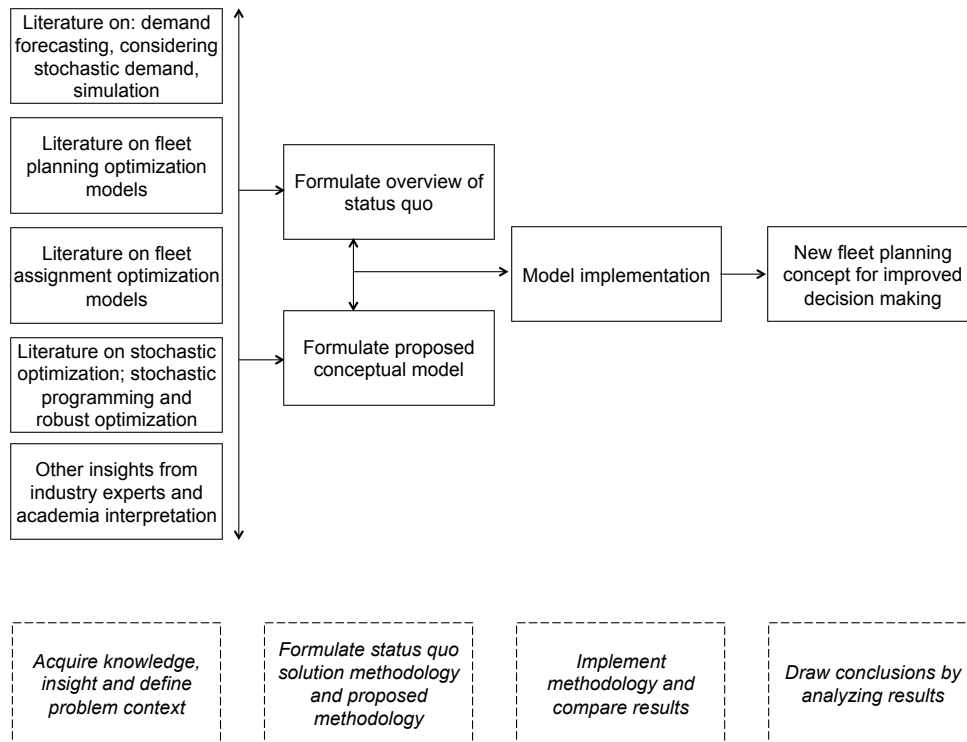 Literature on: demand
forecasting, considering
stochastic demand,
simulation
Literature on fleet
planning optimization
models
Literature on fleet
assignment optimization
models
Literature on stochastic
optimization; stochastic
programming and
robust optimization
Other insights from
industry experts and
academia interpretation
Formulate overview of
status quo
Formulate proposed
conceptual model
Model implementation
New fleet planning
concept for improved
decision making
Acquire knowledge,
insight and define
problem context
Formulate status quo
solution methodology
and proposed
methodology
Implement
methodology and
compare results
Draw conclusions by
analyzing results